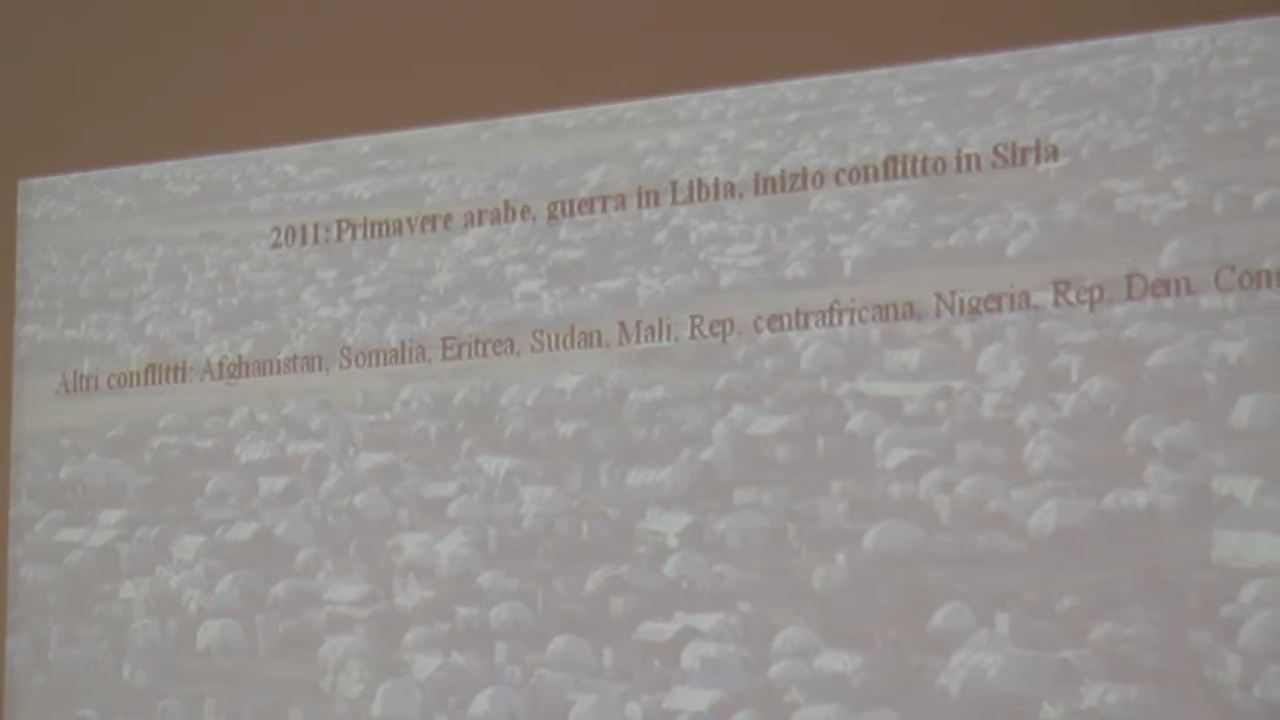 2011: Primavere arabe, guerra in Libia, inizio conflitto in Siria
Altri conflitti: Afghanistan, Somalia, Eritrea, Sudan, Mali, Rep. centrafricana, Nigeria, Rep. Dem.